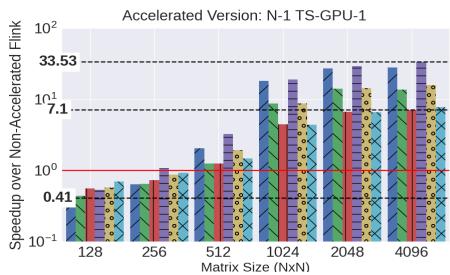 Accelerated Version: N-1 TS-GPU-1
Speedup over Non-Accelerated Flink
10²
33.53
10¹
7.1
10⁰
0.41
10⁻¹
128 256 512 1024 2048 4096
Matrix Size (NxN)